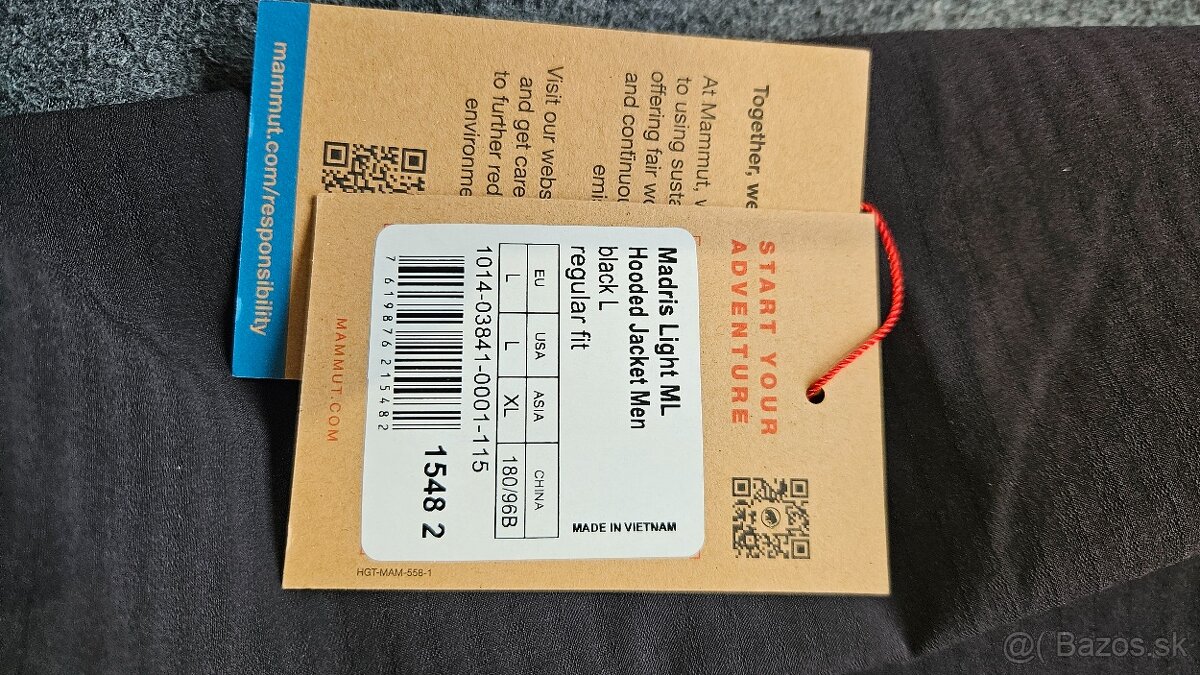 mammut.com/responsibility
Together, we
At Mammut, w
to using susta
offering fair wo
and continuou
emi
Visit our webs
and get care
to further red
environme
START YOUR
ADVENTURE
Madris Light ML
Hooded Jacket Men
black L
regular fit
EU USA ASIA CHINA
L L XL 180/96B
1014-03841-0001-115
7 619876 215482
1548 2
MADE IN VIETNAM
MAMMUT.COM
HGT-MAM-558-1
@( Bazos.sk